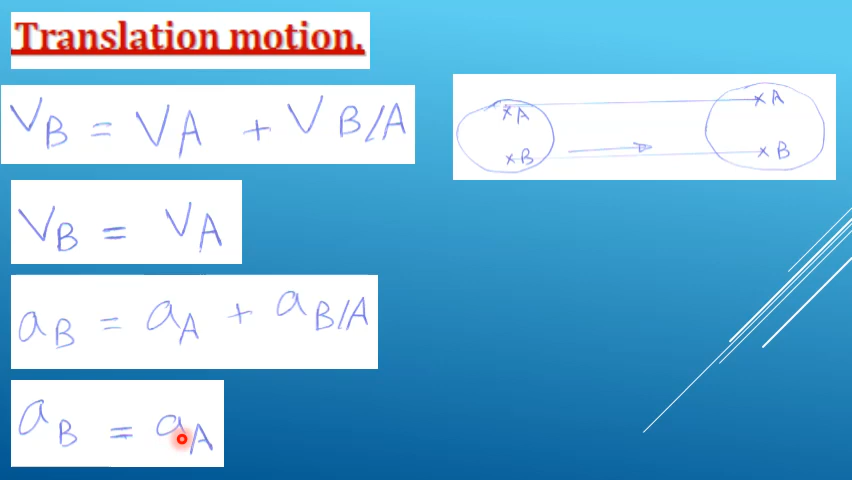 Translation motion.
VB = VA + VB/A
VB = VA
aB = aA + aB/A
aB = aA
A
B
A
B